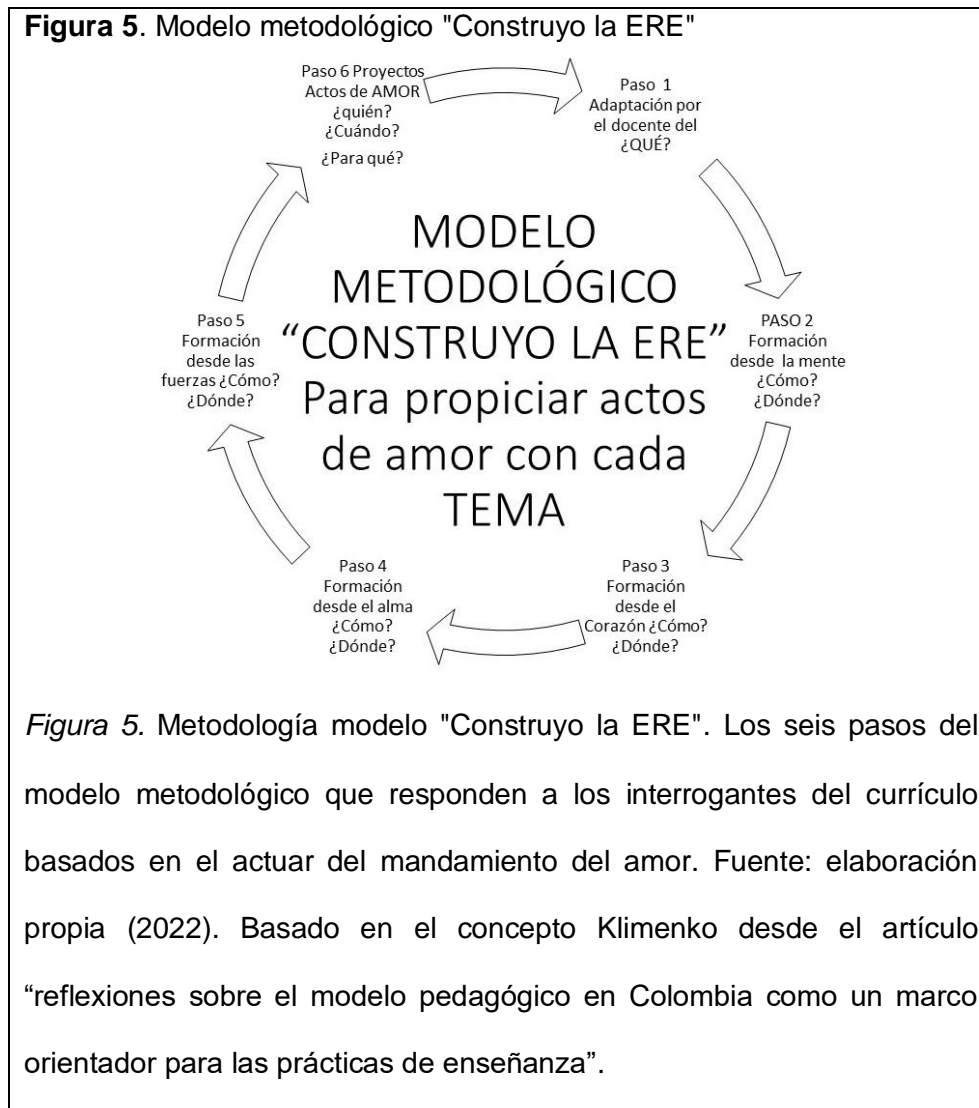 Figura 5. Modelo metodológico "Construyo la ERE"
Paso 6 Proyectos
Actos de AMOR
¿quién?
¿Cuándo?
¿Para qué?
Paso 1
Adaptación por
el docente del
¿QUÉ?
PASO 2
Formación
desde la mente
¿Cómo?
¿Dónde?
Paso 3
Formación
desde el
Corazón ¿Cómo?
¿Dónde?
Paso 4
Formación
desde el alma
¿Cómo?
¿Dónde?
Paso 5
Formación
desde las
fuerzas ¿Cómo?
¿Dónde?
MODELO
METODOLÓGICO
“CONSTRUYO LA ERE”
Para propiciar actos
de amor con cada
TEMA
Figura 5. Metodología modelo "Construyo la ERE". Los seis pasos del
modelo metodológico que responden a los interrogantes del currículo
basados en el actuar del mandamiento del amor. Fuente: elaboración
propia (2022). Basado en el concepto Klimenko desde el artículo
“reflexiones sobre el modelo pedagógico en Colombia como un marco
orientador para las prácticas de enseñanza”.